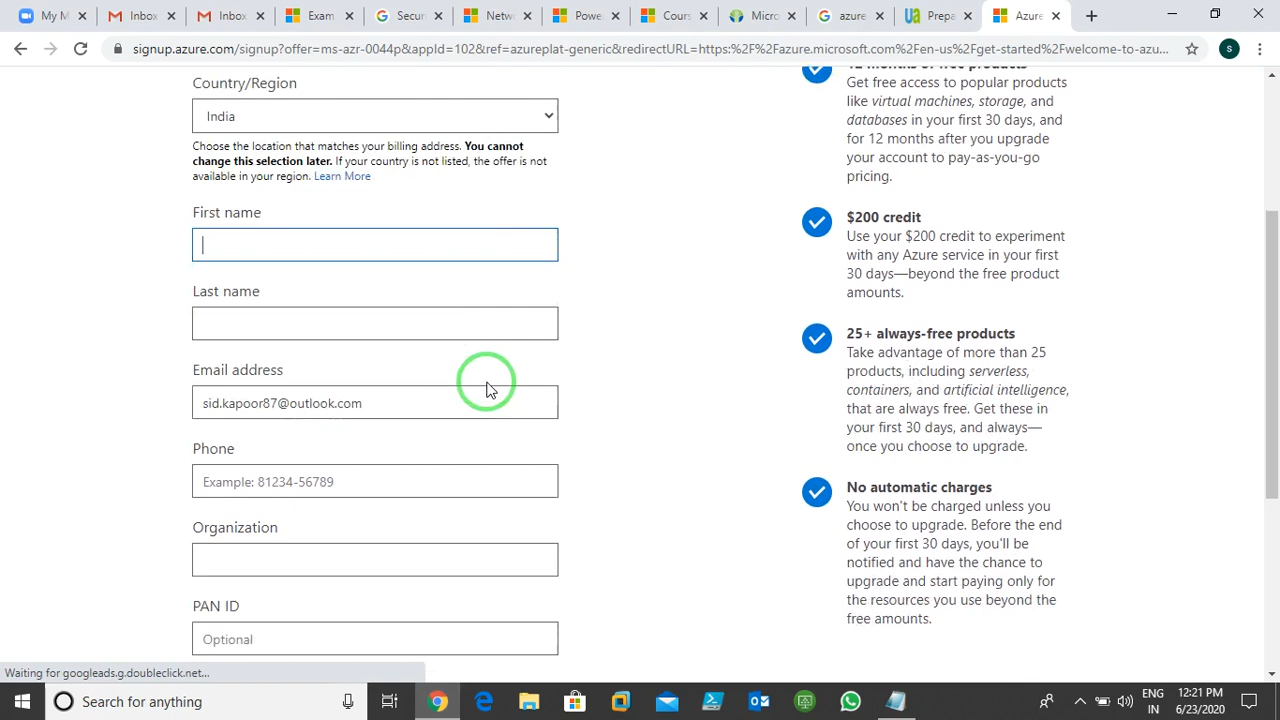 My M
Inbox
Inbox
Exam
Secur
Netw
Powe
Cours
Micro
azure
Prepa
Azure
signup.azure.com/signup?offer=ms-azr-0044p&appId=102&ref=azureplat-generic&redirectURL=https:%2F%2Fazure.microsoft.com%2Fen-us%2Fget-started%2Fwelcome-to-azu...
S
Country/Region
India
Choose the location that matches your billing address. You cannot
change this selection later. If your country is not listed, the offer is not
available in your region. Learn More
First name
Last name
Email address
sid.kapoor87@outlook.com
Phone
Example: 81234-56789
Organization
PAN ID
Optional
12 months of free products
Get free access to popular products
like virtual machines, storage, and
databases in your first 30 days, and
for 12 months after you upgrade
your account to pay-as-you-go
pricing.
$200 credit
Use your $200 credit to experiment
with any Azure service in your first
30 days—beyond the free product
amounts.
25+ always-free products
Take advantage of more than 25
products, including serverless,
containers, and artificial intelligence,
that are always free. Get these in
your first 30 days, and always—
once you choose to upgrade.
No automatic charges
You won't be charged unless you
choose to upgrade. Before the end
of your first 30 days, you'll be
notified and have the chance to
upgrade and start paying only for
the resources you use beyond the
free amounts.
Waiting for googleads.g.doubleclick.net...
Search for anything
ENG
IN
12:21 PM
6/23/2020